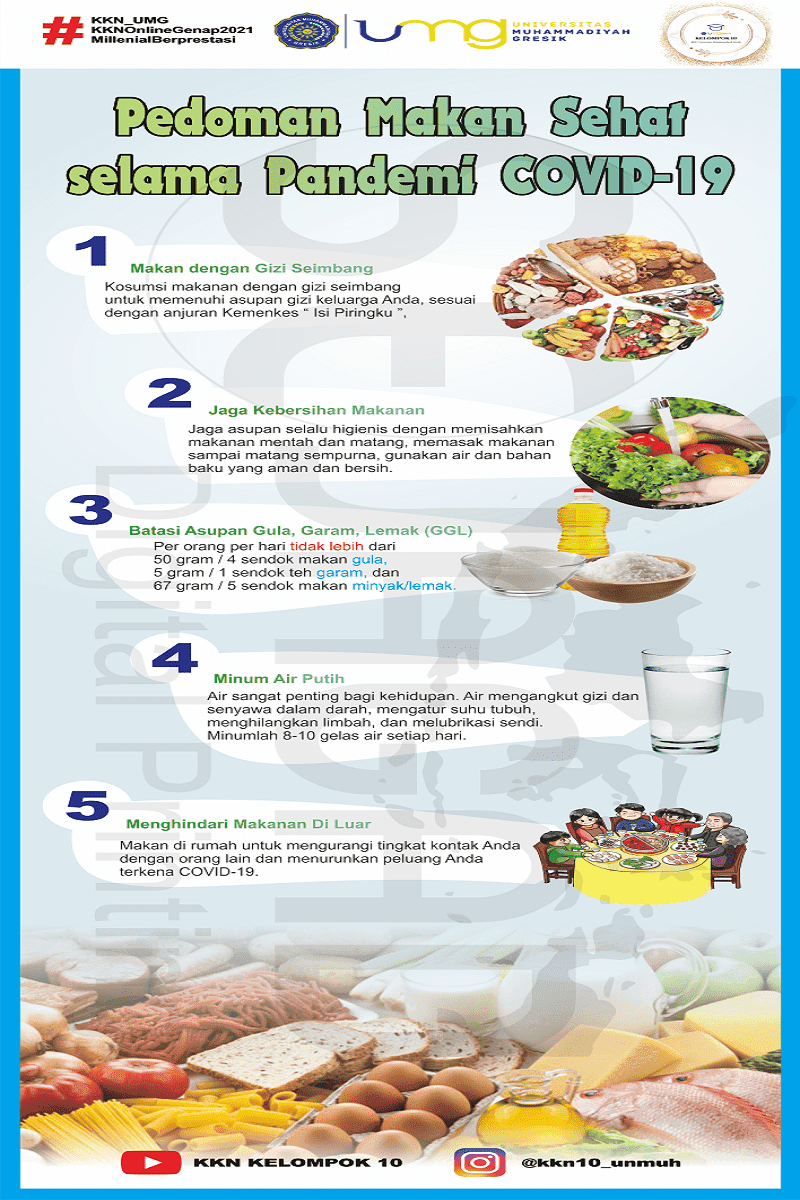 # KKN_UMG
KKNOnlineGenap2021
MillenialBerprestasi
umg UNIVERSITAS
MUHAMMADIYAH
GRESIK
KELOMPOK 10
Pedoman Makan Sehat
selama Pandemi COVID-19
1
Makan dengan Gizi Seimbang
Kosumsi makanan dengan gizi seimbang
untuk memenuhi asupan gizi keluarga Anda, sesuai
dengan anjuran Kemenkes “ Isi Piringku ”,
2
Jaga Kebersihan Makanan
Jaga asupan selalu higienis dengan memisahkan
makanan mentah dan matang, memasak makanan
sampai matang sempurna, gunakan air dan bahan
baku yang aman dan bersih.
3
Batasi Asupan Gula, Garam, Lemak (GGL)
Per orang per hari tidak lebih dari
50 gram / 4 sendok makan gula,
5 gram / 1 sendok teh garam, dan
67 gram / 5 sendok makan minyak/lemak.
4
Minum Air Putih
Air sangat penting bagi kehidupan. Air mengangkut gizi dan
senyawa dalam darah, mengatur suhu tubuh,
menghilangkan limbah, dan melubrikasi sendi.
Minumlah 8-10 gelas air setiap hari.
5
Menghindari Makanan Di Luar
Makan di rumah untuk mengurangi tingkat kontak Anda
dengan orang lain dan menurunkan peluang Anda
terkena COVID-19.
Digital Printin
KKN KELOMPOK 10
@kkn10_unmuh